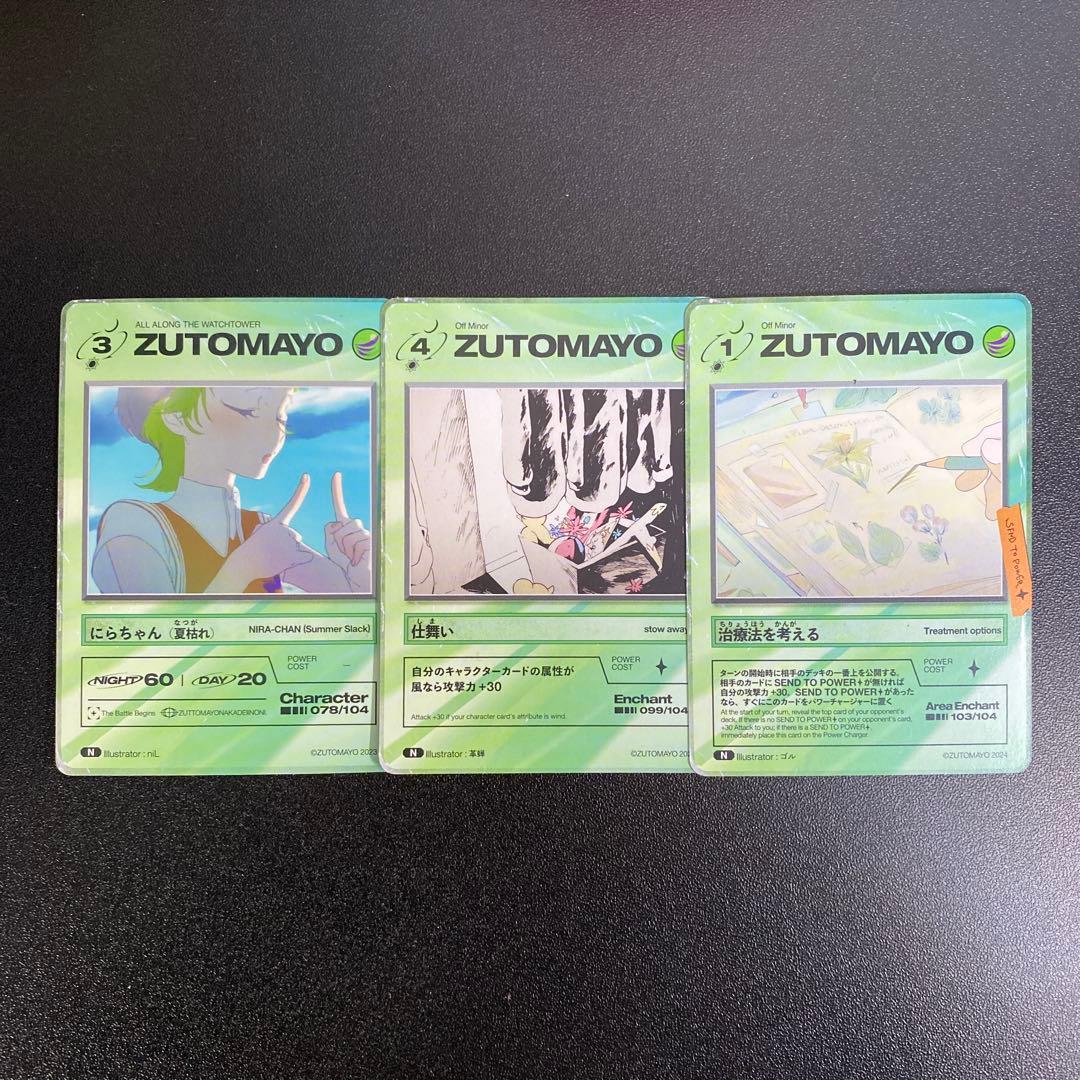 ALL ALONG THE WATCHTOWER
3 ZUTOMAYO
にらちゃん（夏枯れ）
なつが
NIRA-CHAN (Summer Slack)
NIGHT 60 | DAY 20
POWER
COST
–
Character
078/104
The Battle Begins
ZUTTOMAYONAKADEIINONI.
N Illustrator : niL
©ZUTOMAYO 2023
Off Minor
4 ZUTOMAYO
しま
仕舞い
stow away
自分のキャラクターカードの属性が
風なら攻撃力+30
Attack +30 if your character card's attribute is wind.
POWER
COST
Enchant
099/104
N Illustrator : 革蝉
©ZUTOMAYO 202
Off Minor
1 ZUTOMAYO
SEND TO POWER
ちりょうほう かんが
治療法を考える
Treatment options
ターンの開始時に相手のデッキの一番上を公開する。
相手のカードに SEND TO POWER が無ければ
自分の攻撃力 +30。SEND TO POWER があった
なら、すぐにこのカードをパワーチャージャーに置く
At the start of your turn, reveal the top card of your opponent's
deck. If there is no SEND TO POWER on your opponent's card,
+30 Attack to you; if there is a SEND TO POWER,
immediately place this card on the Power Charger.
POWER
COST
Area Enchant
103/104
N Illustrator : ゴル
©ZUTOMAYO 2024